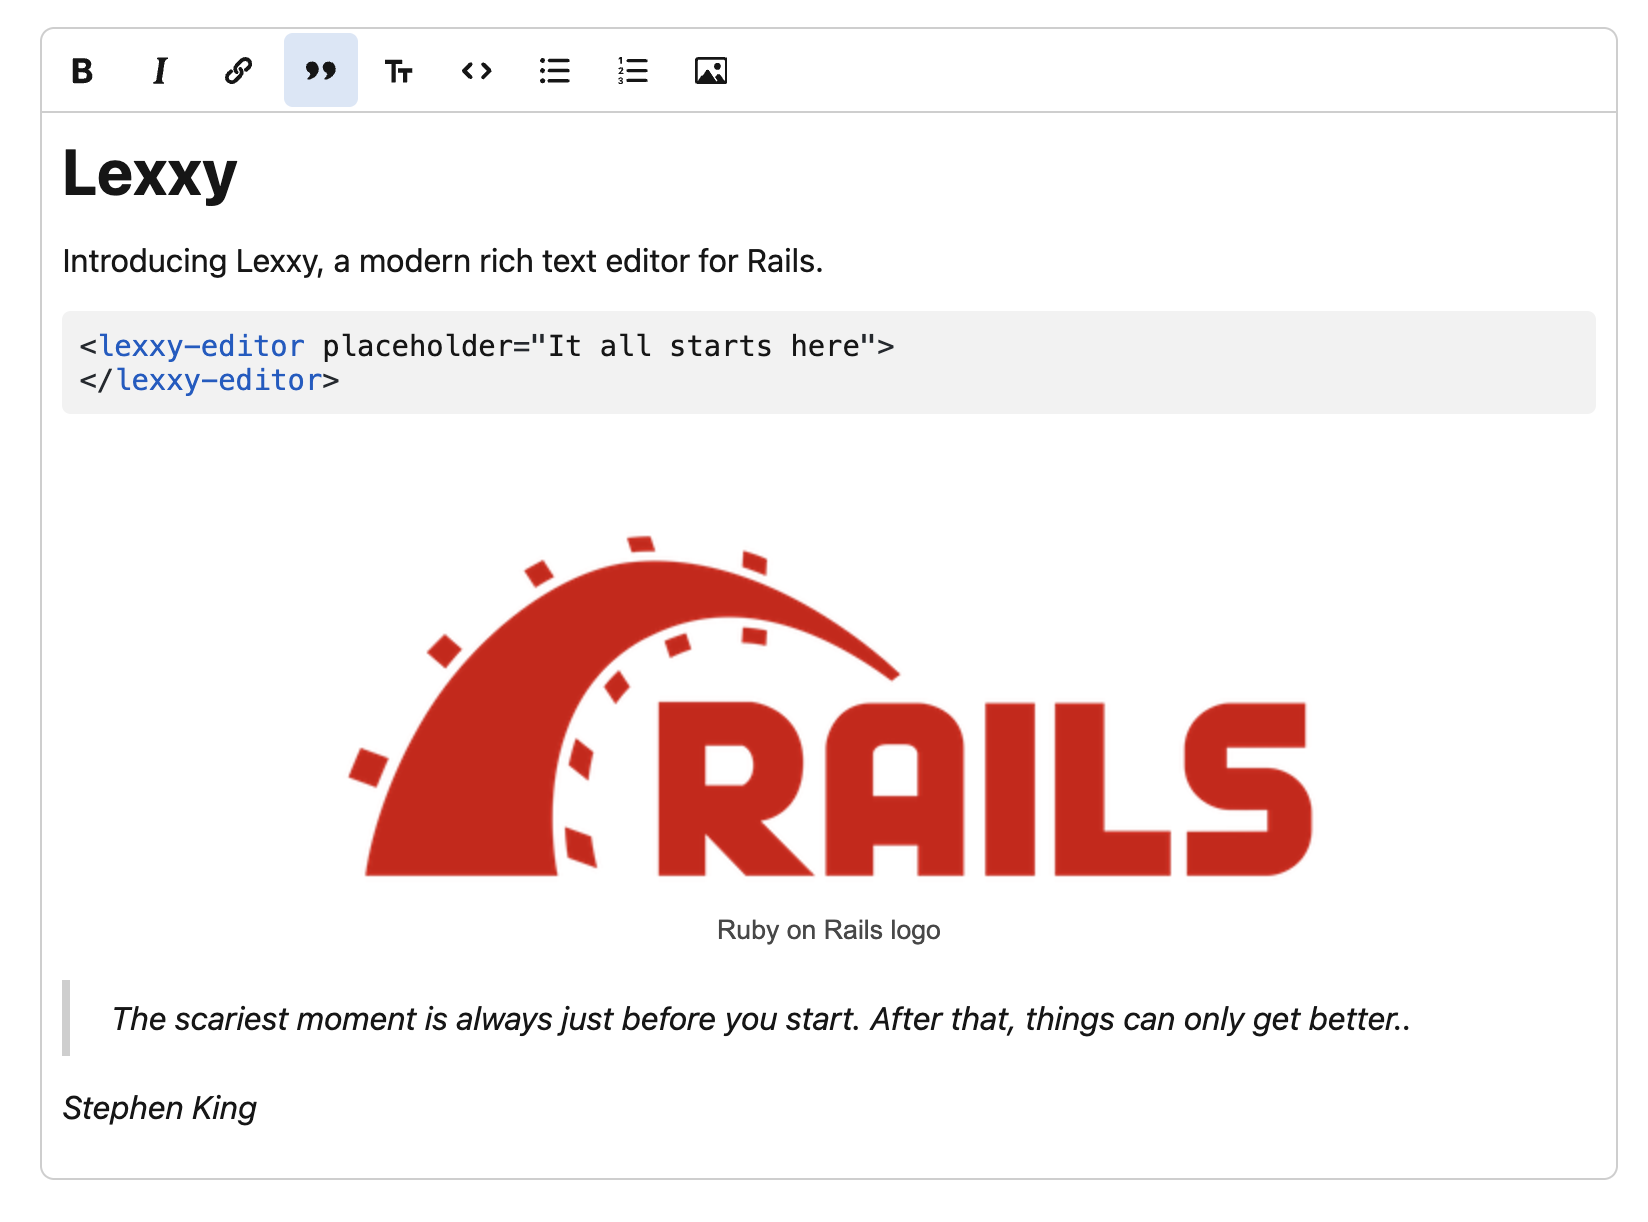 B I
Lexxy
Introducing Lexxy, a modern rich text editor for Rails.
<lexxy-editor placeholder="It all starts here">
</lexxy-editor>
RAILS
Ruby on Rails logo
The scariest moment is always just before you start. After that, things can only get better..
Stephen King